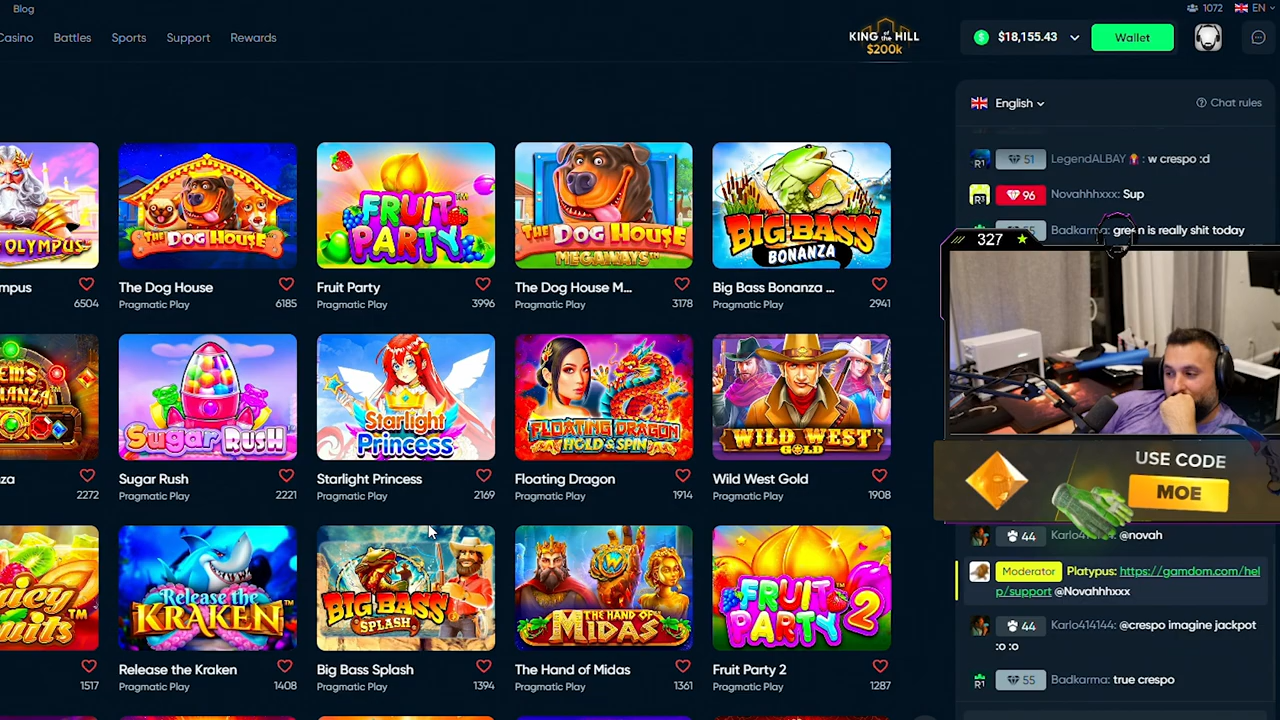 Blog
1072
EN
Casino
Battles
Sports
Support
Rewards
KING of the HILL
$200k
$18,155.43
Wallet
English
Chat rules
R1 51 LegendALBAY : w crespo :d
R3 96 Novahhhxxx: Sup
Badkarma: green is really shit today
327
OLYMPUS
THE DOG HOUSE
FRUIT PARTY
THE DOG HOUSE
MEGAWAYS
BIG BASS
BONANZA
The Dog House
Fruit Party
The Dog House M...
Big Bass Bonanza ...
6504
Pragmatic Play
6185
Pragmatic Play
3996
Pragmatic Play
3178
Pragmatic Play
2941
Sugar Rush
Starlight
Princess
FLOATING DRAGON
HOLD & SPIN
WILD WEST
GOLD
Sugar Rush
Starlight Princess
Floating Dragon
Wild West Gold
2272
Pragmatic Play
2221
Pragmatic Play
2169
Pragmatic Play
1914
Pragmatic Play
1908
USE CODE
MOE
44 Karlo414144: @novah
Moderator Platypus: https://gamdom.com/hel
p/support @Novahhhxxx
44 Karlo414144: @crespo imagine jackpot
:o :o
R1 55 Badkarma: true crespo
Release the
KRAKEN
BIG BASS
SPLASH
THE HAND OF
MIDAS
FRUIT
PARTY 2
Release the Kraken
Big Bass Splash
The Hand of Midas
Fruit Party 2
1517
Pragmatic Play
1408
Pragmatic Play
1394
Pragmatic Play
1361
Pragmatic Play
1287